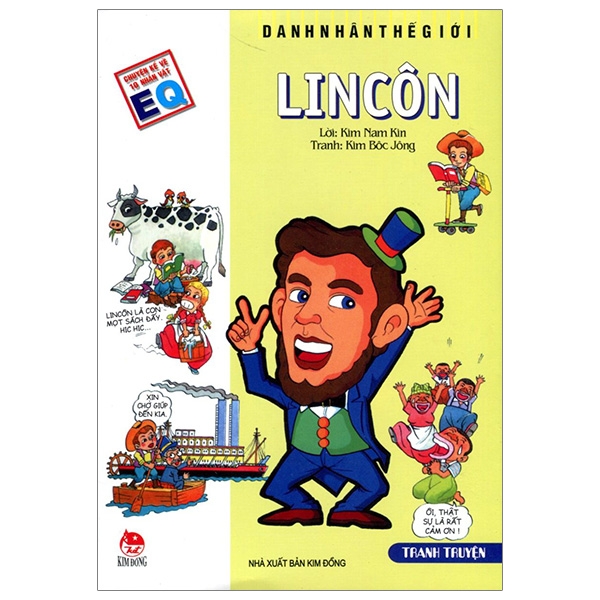 DANH NHÂN THẾ GIỚI
CHUYỆN KỂ VỀ
10 NHÂN VẬT
EQ
LINCÔN
Lời: Kim Nam Kin
Tranh: Kim Bôc Jông
LINCÔN LÀ CON
MỌT SÁCH ĐẤY.
HIC HIC...
XIN
CHỜ GIÚP
ĐẾN KIA.
ÔI, THẬT
SỰ LÀ RẤT
CẢM ƠN !
KIM ĐỒNG
NHÀ XUẤT BẢN KIM ĐỒNG
TRANH TRUYỆN